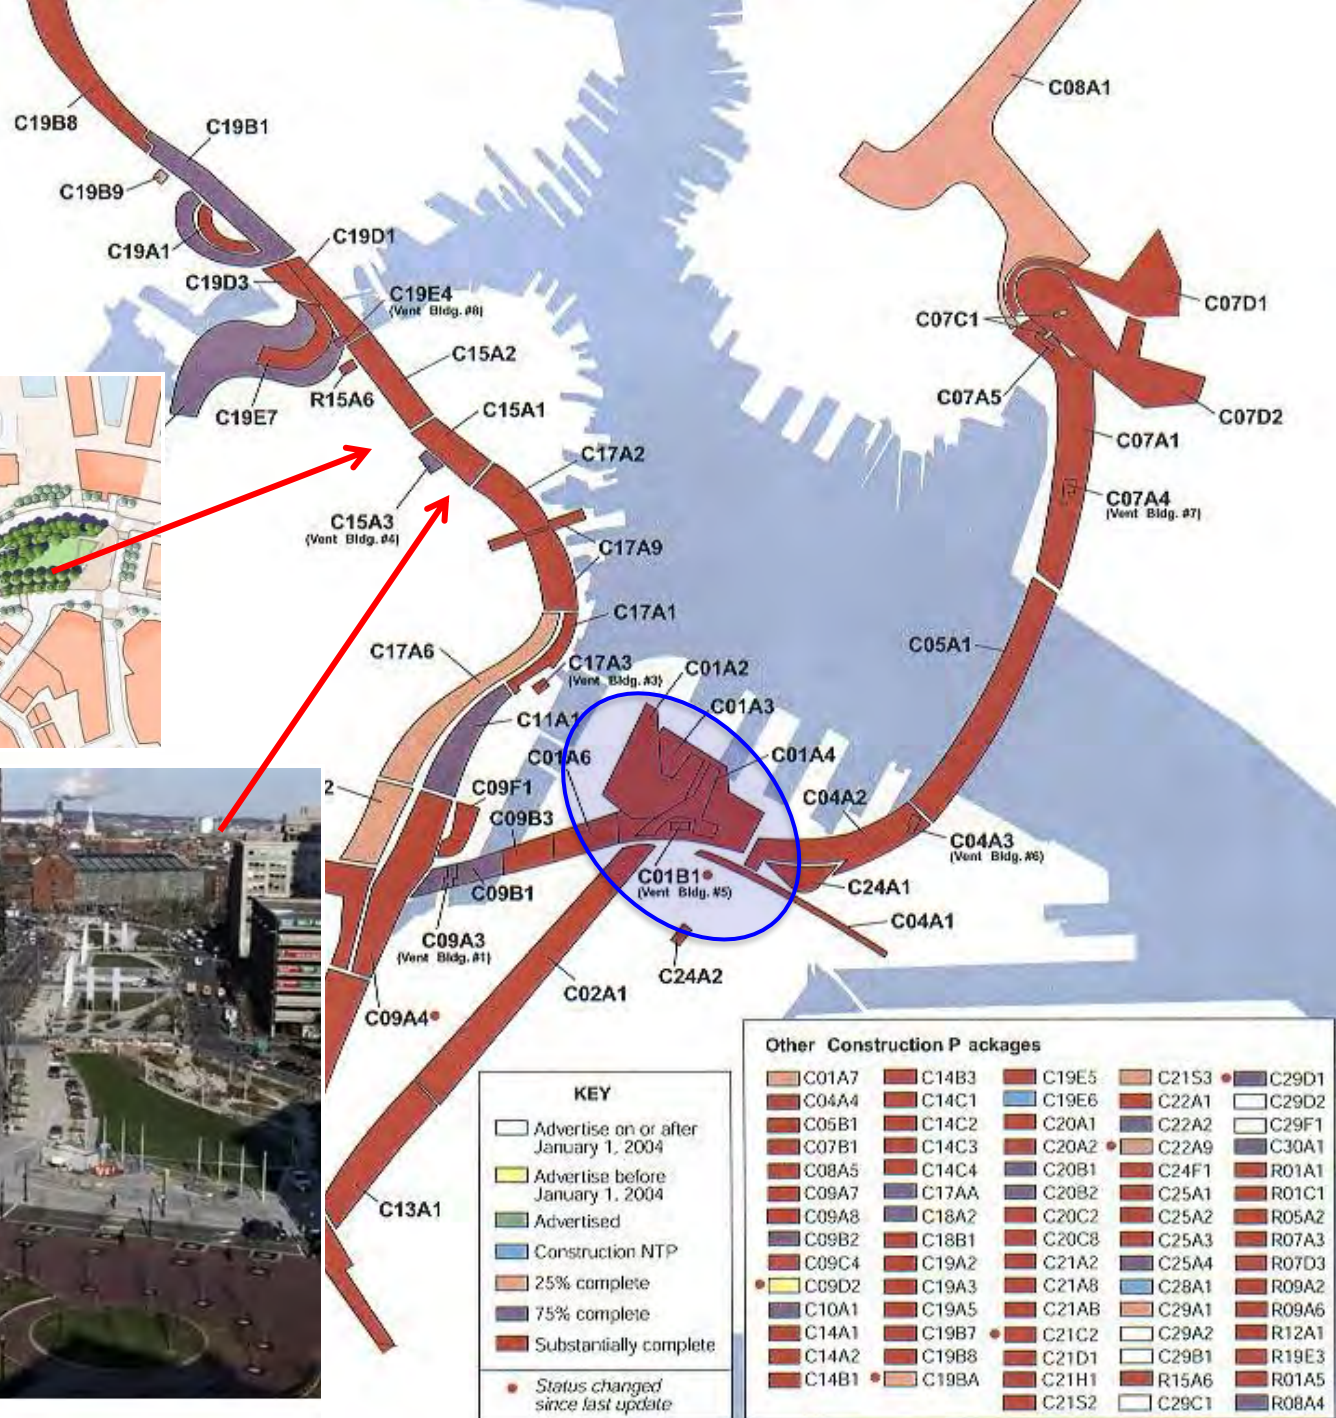 C08A1
C19B8
C19B1
C19B9
C19A1
C19D1
C19D3
C19E4
(Vent Bldg. #8)
C07D1
C07C1
C15A2
R15A6
C19E7
C07A5
C07D2
C15A1
C07A1
C17A2
C07A4
(Vent Bldg. #7)
C15A3
(Vent Bldg. #4)
C17A9
C17A1
C17A6
C05A1
C17A3
(Vent Bldg. #3)
C01A2
C01A3
C11A1
C01A6
C01A4
2
C09F1
C04A2
C09B3
C04A3
(Vent Bldg. #6)
C09B1
C01B1
(Vent Bldg. #5)
C24A1
C04A1
C09A3
(Vent Bldg. #1)
C24A2
C02A1
C09A4
C13A1
KEY
Advertise on or after
January 1, 2004
Advertise before
January 1, 2004
Advertised
Construction NTP
25% complete
75% complete
Substantially complete
Status changed
since last update
Other Construction P ackages
C01A7 C14B3 C19E5 C21S3 C29D1
C04A4 C14C1 C19E6 C22A1 C29D2
C05B1 C14C2 C20A1 C22A2 C29F1
C07B1 C14C3 C20A2 C22A9 C30A1
C08A5 C14C4 C20B1 C24F1 R01A1
C09A7 C17AA C20B2 C25A1 R01C1
C09A8 C18A2 C20C2 C25A2 R05A2
C09B2 C18B1 C20C8 C25A3 R07A3
C09C4 C19A2 C21A2 C25A4 R07D3
C09D2 C19A3 C21A8 C28A1 R09A2
C10A1 C19A5 C21AB C29A1 R09A6
C14A1 C19B7 C21C2 C29A2 R12A1
C14A2 C19B8 C21D1 C29B1 R19E3
C14B1 C19BA C21H1 R15A6 R01A5
C21S2 C29C1 R08A4